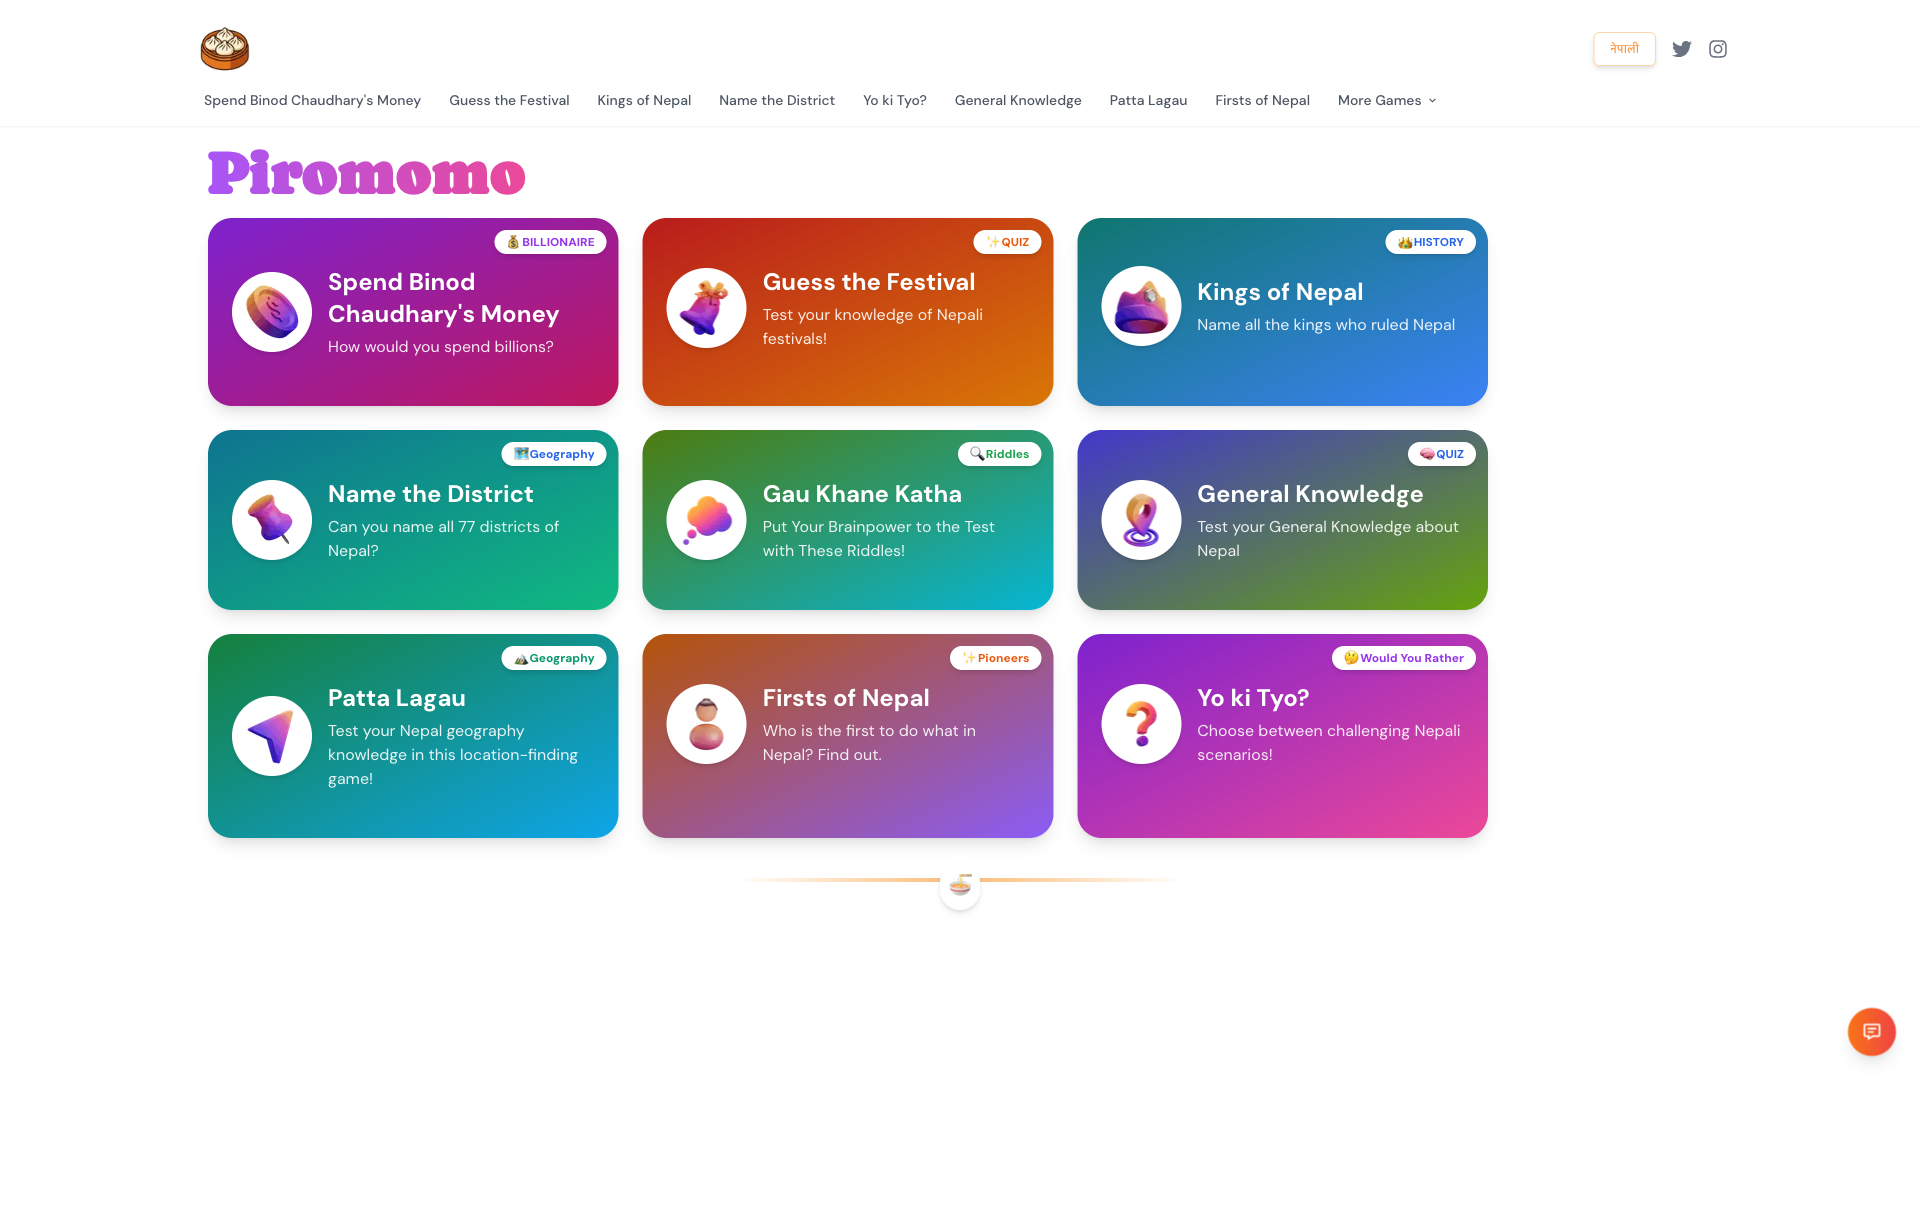 नेपाली
Spend Binod Chaudhary's Money
Guess the Festival
Kings of Nepal
Name the District
Yo ki Tyo?
General Knowledge
Patta Lagau
Firsts of Nepal
More Games
Piromomo
💰 BILLIONAIRE
Spend Binod
Chaudhary's Money
How would you spend billions?
✨QUIZ
Guess the Festival
Test your knowledge of Nepali
festivals!
👑HISTORY
Kings of Nepal
Name all the kings who ruled Nepal
🗺️Geography
Name the District
Can you name all 77 districts of
Nepal?
🔍Riddles
Gau Khane Katha
Put Your Brainpower to the Test
with These Riddles!
🧠QUIZ
General Knowledge
Test your General Knowledge about
Nepal
🏔️Geography
Patta Lagau
Test your Nepal geography
knowledge in this location-finding
game!
✨Pioneers
Firsts of Nepal
Who is the first to do what in
Nepal? Find out.
🤔Would You Rather
Yo ki Tyo?
Choose between challenging Nepali
scenarios!